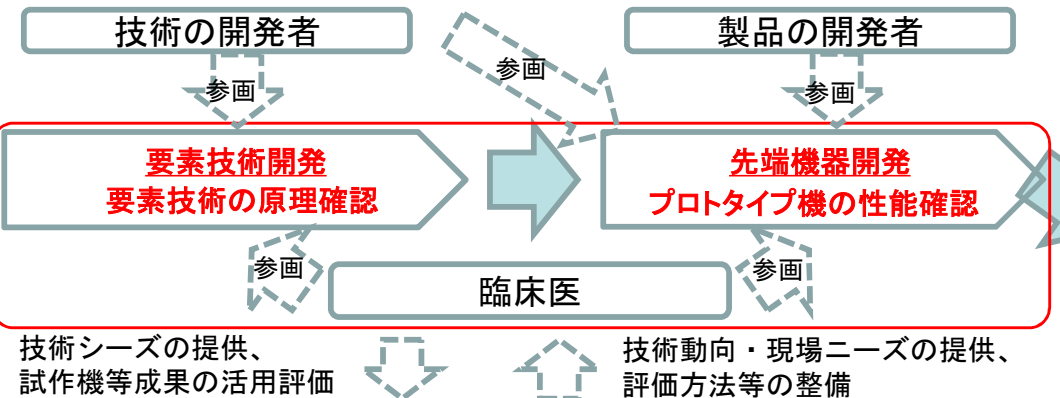 技術の開発者
製品の開発者
参画
参画
参画
要素技術開発
要素技術の原理確認
先端機器開発
プロトタイプ機の性能確認
参画
参画
臨床医
技術シーズの提供、
試作機等成果の活用評価
技術動向・現場ニーズの提供、
評価方法等の整備